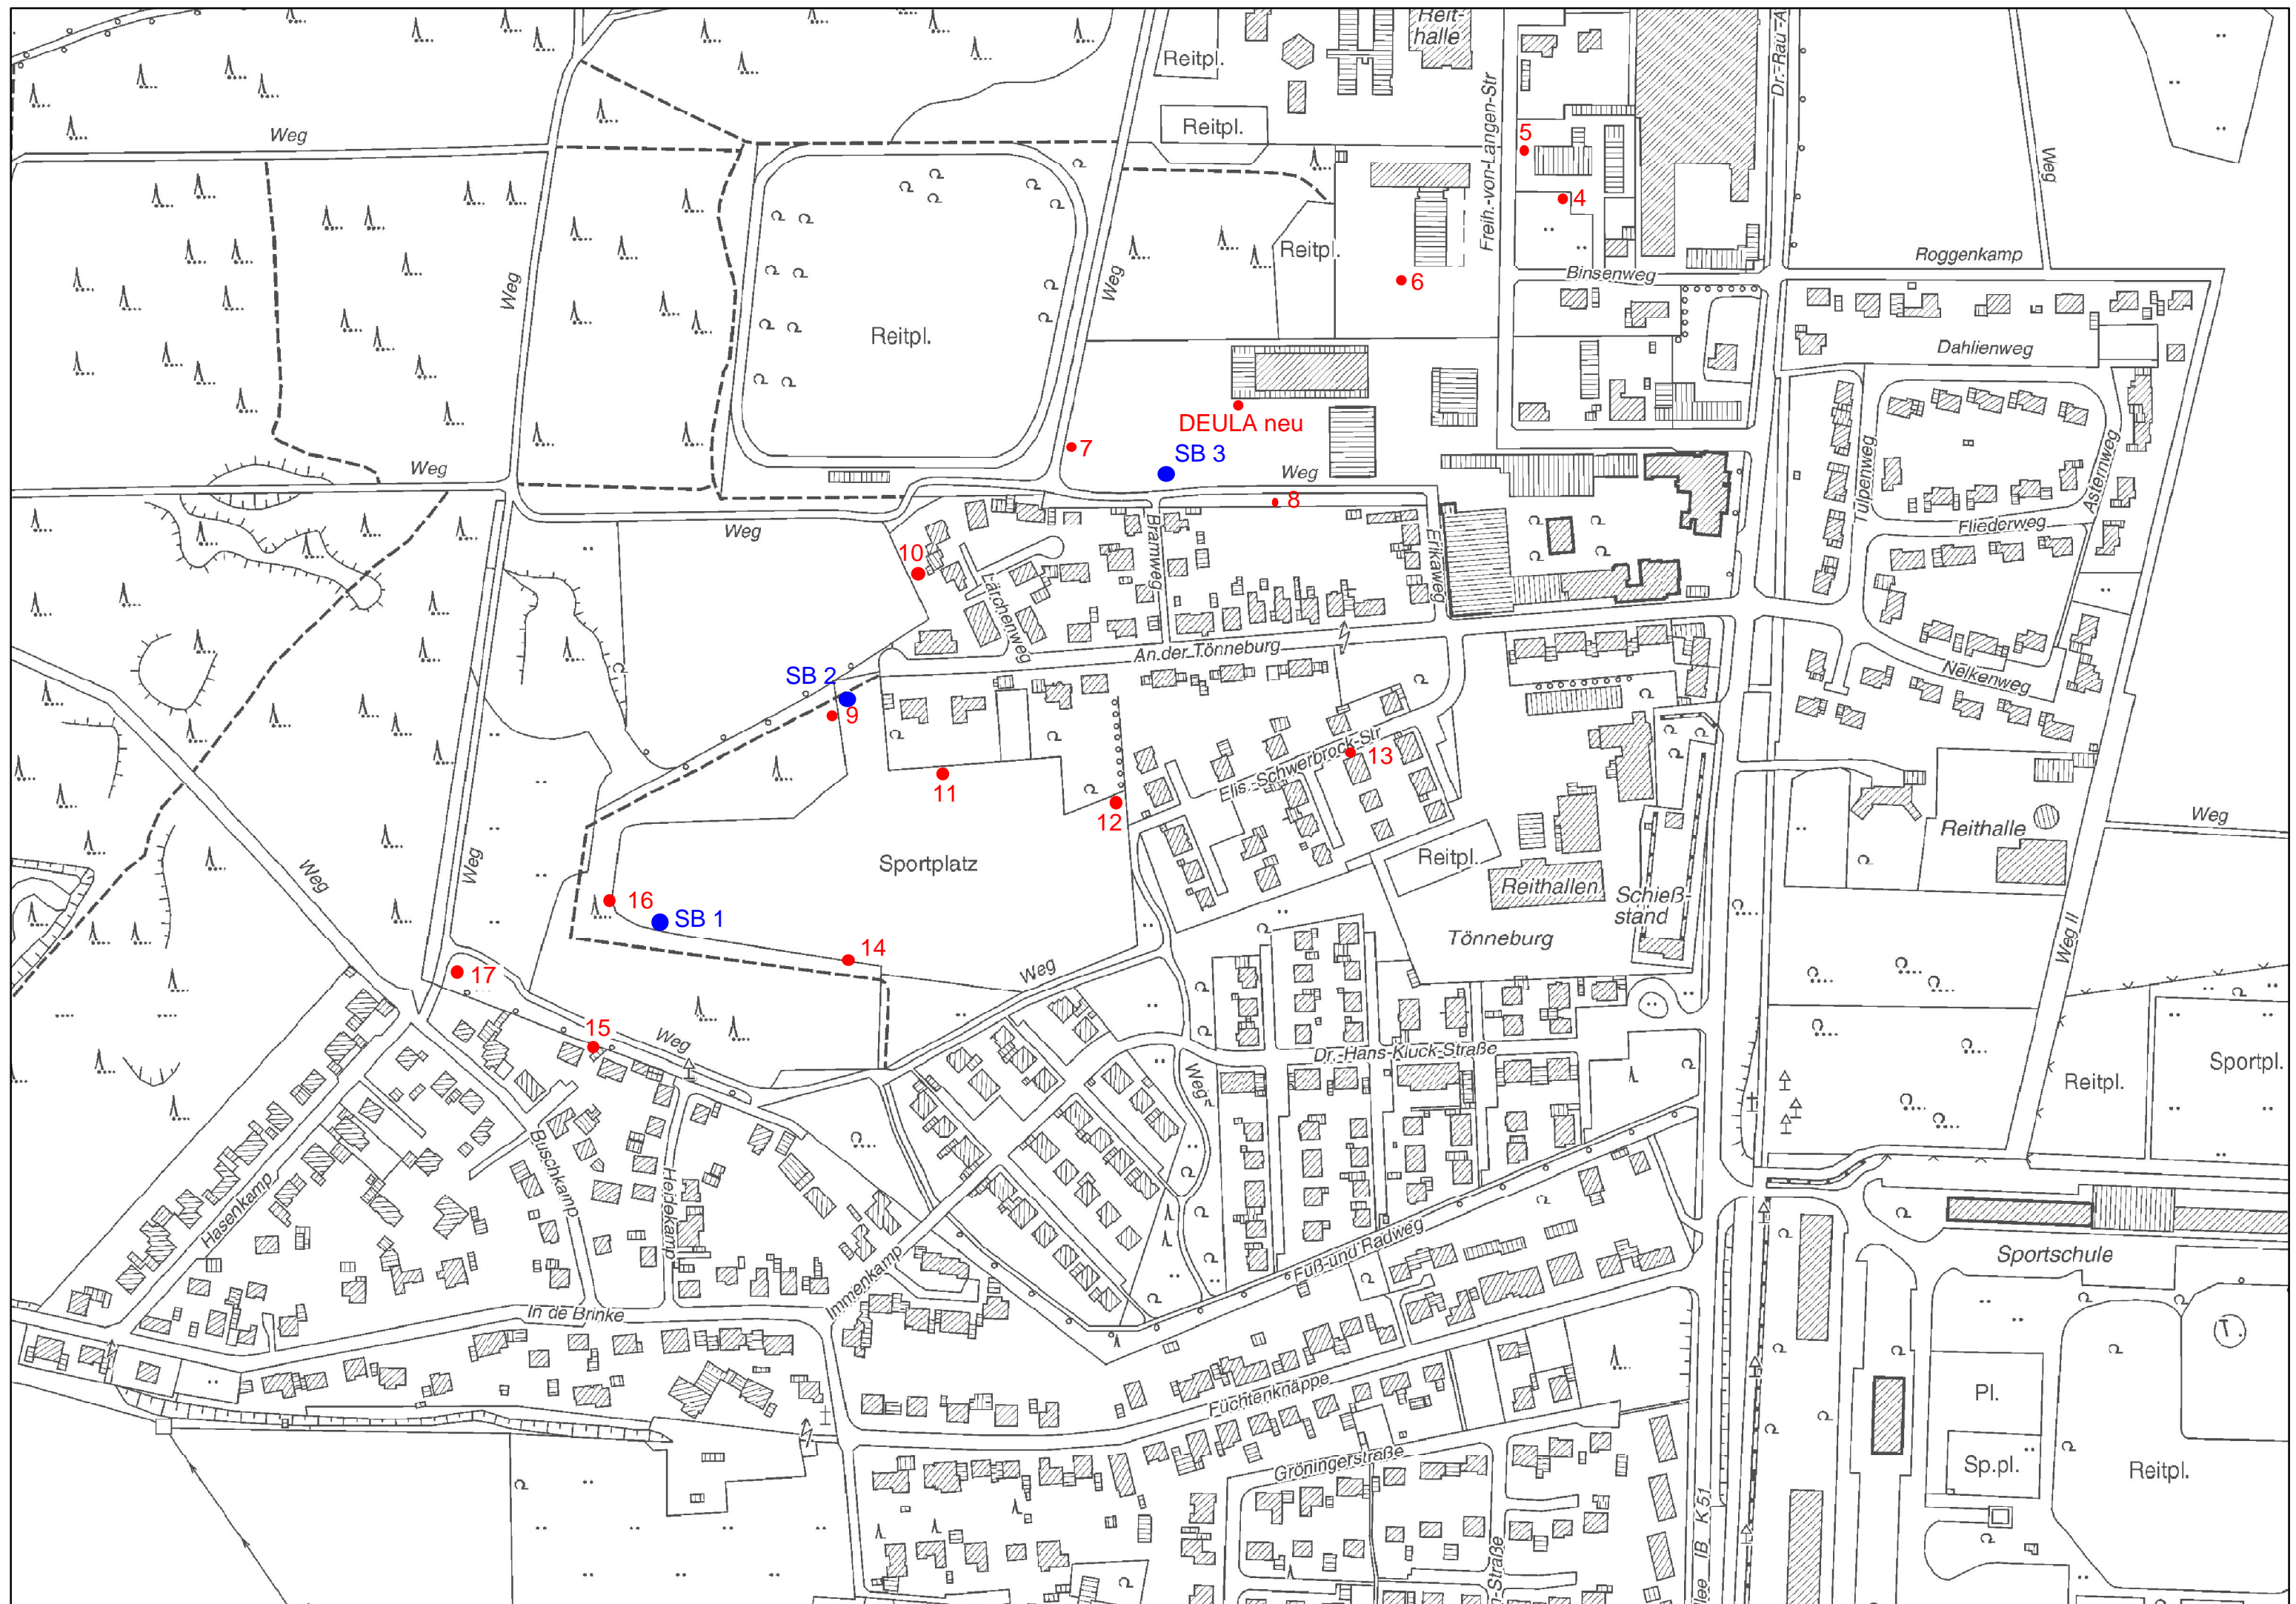 Reit-
halle
Reitpl.
Dr.-Rau-A
Freih.-von-Langen-Str
Weg
Reitpl.
5
Weg
4
Reitpl.
Roggenkamp
Binsenweg
6
Weg
Weg
Reitpl.
Dahlienweg
DEULA neu
7
SB 3
Weg
Weg
8
Tulpenweg
Asternweg
Fliederweg
Weg
10
Bramweg
Erikaweg
Lärchenweg
An der Tönneburg
SB 2
9
Nelkenweg
Elis.-Schwerbrock-Str
13
11
12
Weg
Reithalle
Sportplatz
Reitpl.
Weg
Weg
Reithallen
Schieß-
stand
16
SB 1
Tönneburg
14
Weg II
17
Weg
15
Weg
Dr.-Hans-Kluck-Straße
Weg
Reitpl.
Sportpl.
Buschkamp
Heidekamp
Hasenkamp
Immenkamp
Fuß-und Radweg
Sportschule
In de Brinke
T.
Füchtenknäppe
Pl.
Gröningerstraße
Sp.pl.
Reitpl.
llee IB K 51
n-Straße